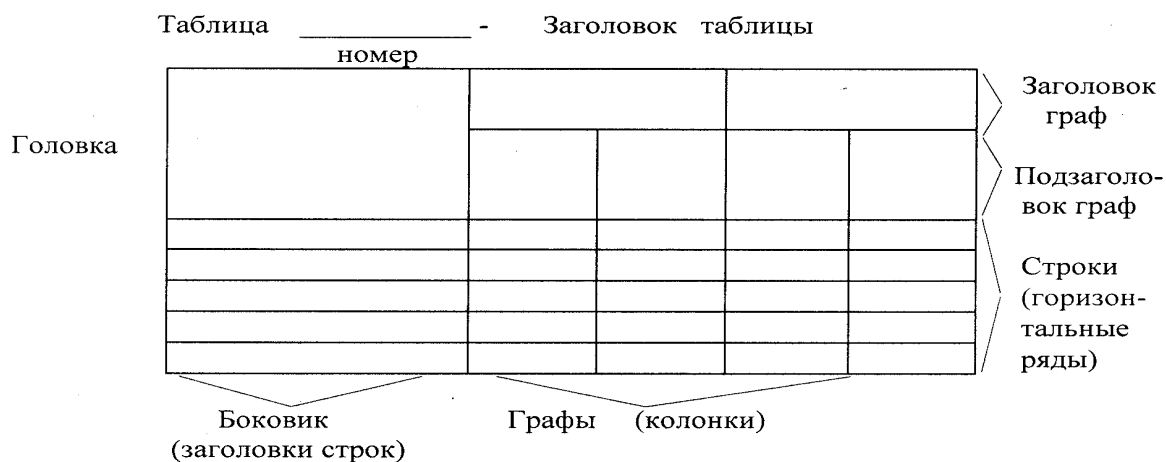 Таблица ____________ - Заголовок таблицы
номер
Головка
Заголовок
граф
Подзаголо-
вок граф
Строки
(горизон-
тальные
ряды)
Боковик
(заголовки строк)
Графы (колонки)